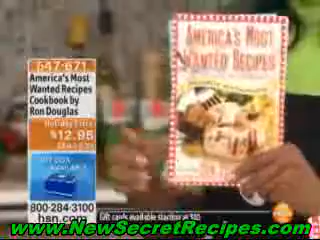 547-671
America's Most
Wanted Recipes
Cookbook by
Ron Douglas
$12.95
800-284-3100
hsn.com
Gift cards available starting at $10
AMERICA'S MOST
WANTED RECIPES
www.NewSecretRecipes.com